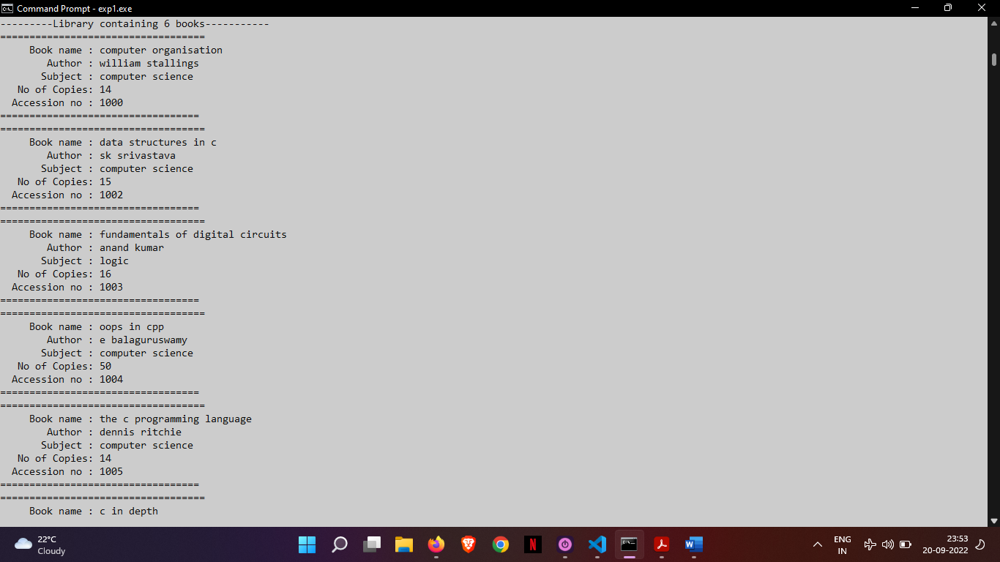 Command Prompt - exp1.exe
---------Library containing 6 books-----------
===================================
Book name : computer organisation
Author : william stallings
Subject : computer science
No of Copies: 14
Accession no : 1000
==================================
===================================
Book name : data structures in c
Author : sk srivastava
Subject : computer science
No of Copies: 15
Accession no : 1002
==================================
===================================
Book name : fundamentals of digital circuits
Author : anand kumar
Subject : logic
No of Copies: 16
Accession no : 1003
==================================
===================================
Book name : oops in cpp
Author : e balaguruswamy
Subject : computer science
No of Copies: 50
Accession no : 1004
==================================
===================================
Book name : the c programming language
Author : dennis ritchie
Subject : computer science
No of Copies: 14
Accession no : 1005
==================================
===================================
Book name : c in depth
22°C
Cloudy
ENG
IN
23:53
20-09-2022